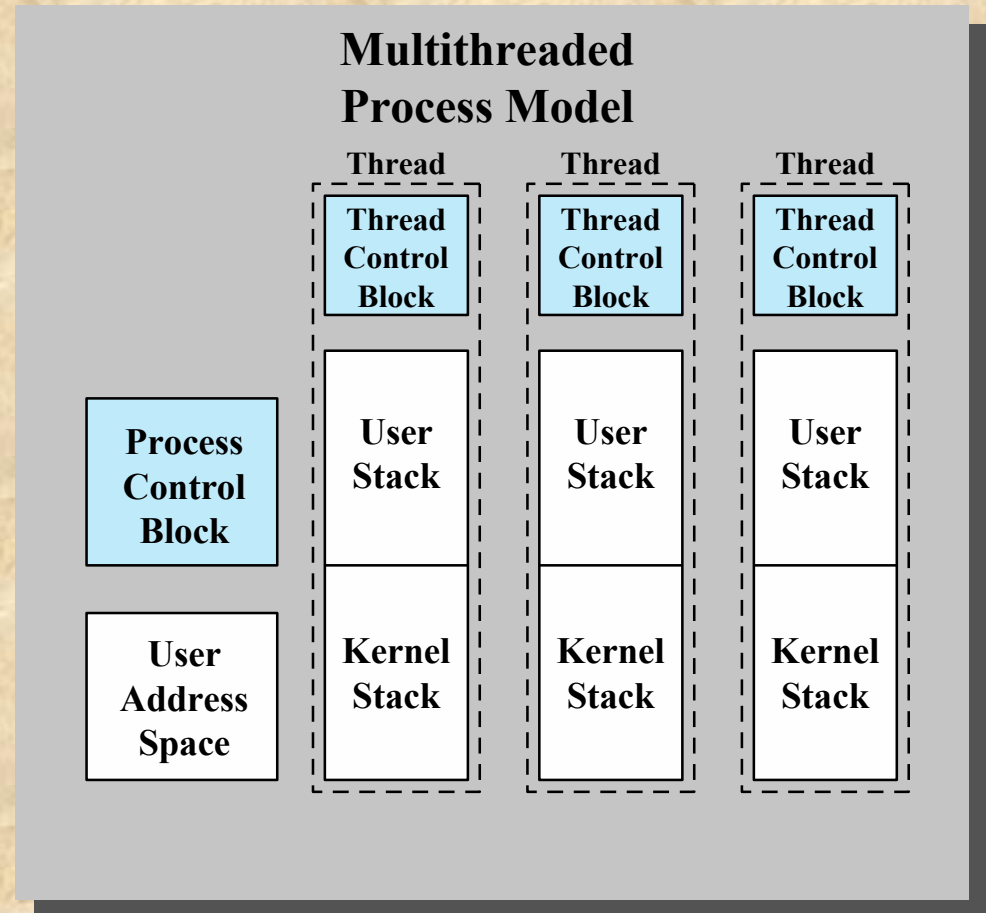 Multithreaded
Process Model
Thread
Thread
Control
Block
User
Stack
Kernel
Stack
Thread
Thread
Control
Block
User
Stack
Kernel
Stack
Thread
Thread
Control
Block
User
Stack
Kernel
Stack
Process
Control
Block
User
Address
Space